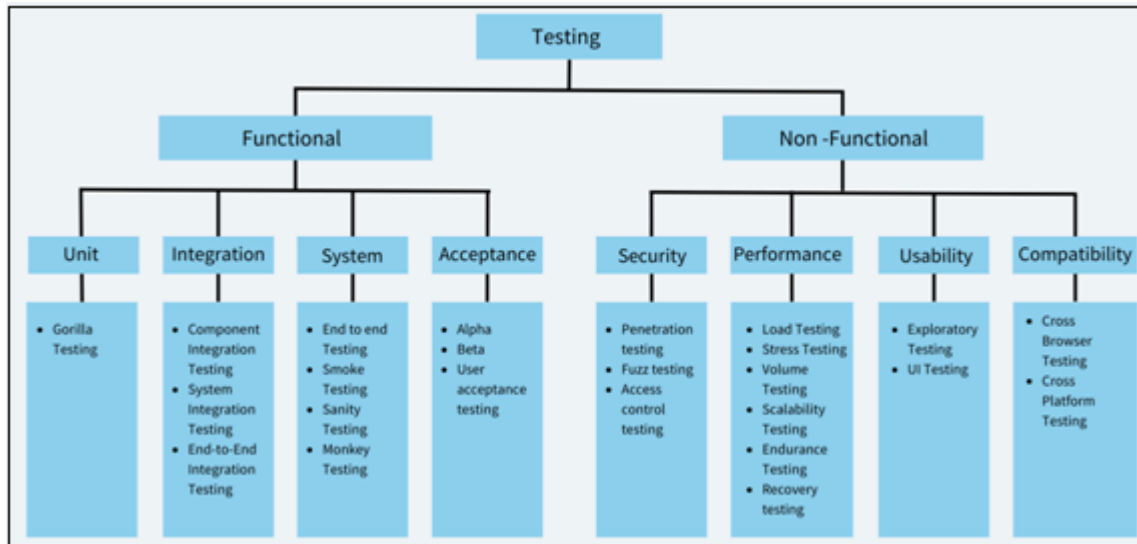 Testing
Functional
Non -Functional
Unit
Integration
System
Acceptance
Security
Performance
Usability
Compatibility
• Gorilla
Testing
• Component
Integration
Testing
• System
Integration
Testing
• End-to-End
Integration
Testing
• End to end
Testing
• Smoke
Testing
• Sanity
Testing
• Monkey
Testing
• Alpha
• Beta
• User
acceptance
testing
• Penetration
testing
• Fuzz testing
• Access
control
testing
• Load Testing
• Stress Testing
• Volume
Testing
• Scalability
Testing
• Endurance
Testing
• Recovery
testing
• Exploratory
Testing
• UI Testing
• Cross
Browser
Testing
• Cross
Platform
Testing